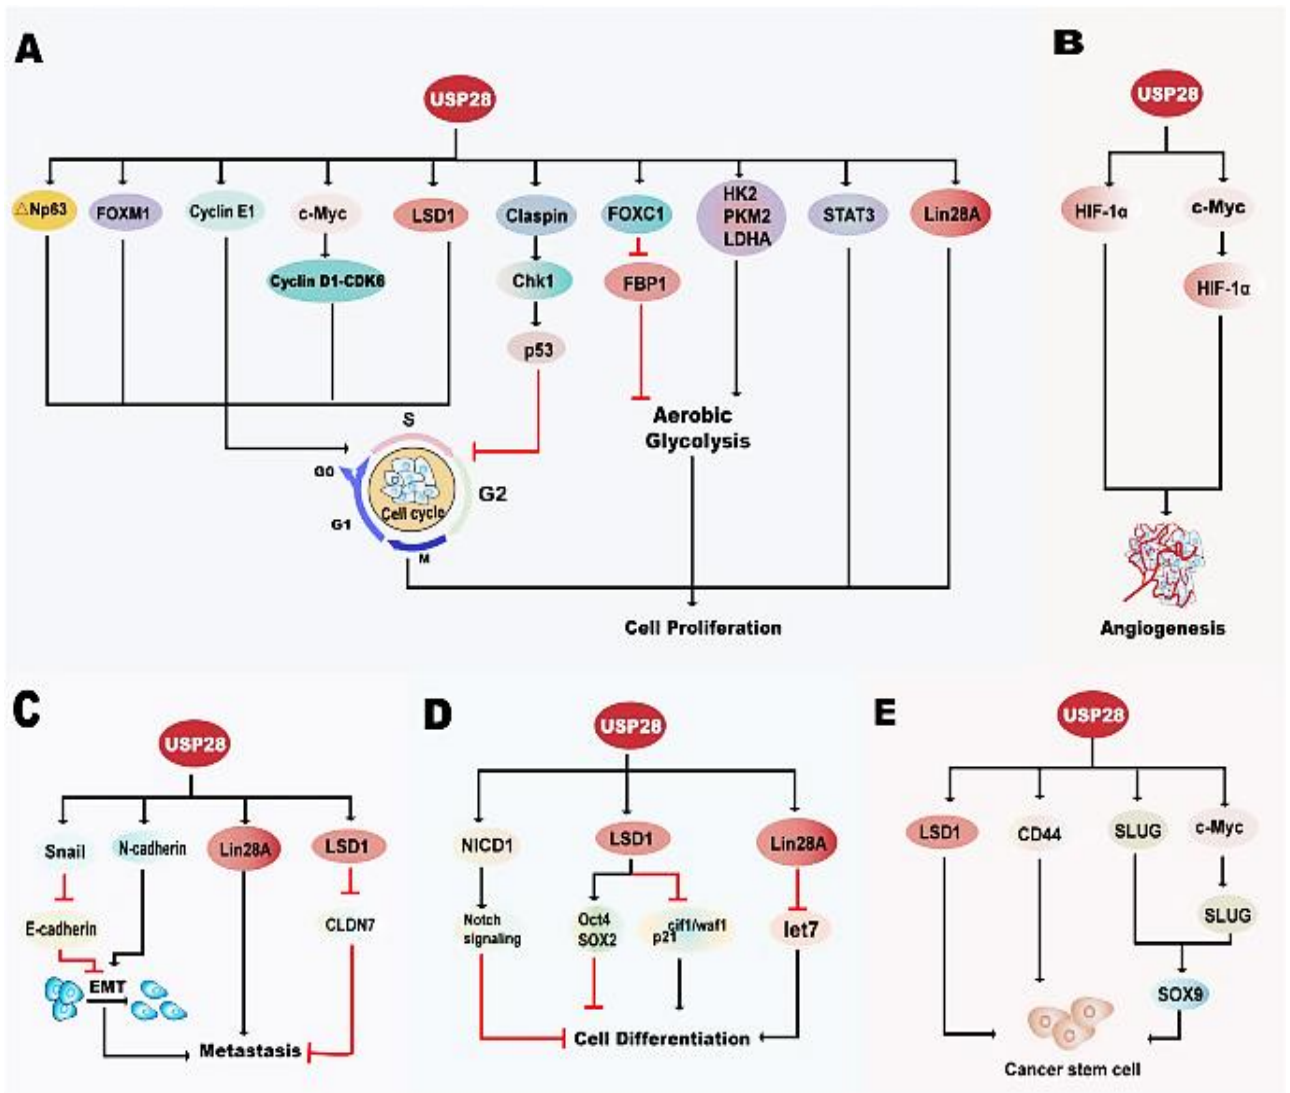 A
B
USP28
USP28
△Np63
FOXM1
Cyclin E1
c-Myc
LSD1
Claspin
FOXC1
HK2
PKM2
LDHA
STAT3
Lin28A
HIF-1α
c-Myc
Cyclin D1-CDK6
Chk1
FBP1
HIF-1α
p53
Aerobic
Glycolysis
S
G0
G2
Cell cycle
G1
M
Cell Proliferation
Angiogenesis
C
D
E
USP28
USP28
USP28
Snail
N-cadherin
Lin28A
LSD1
E-cadherin
CLDN7
EMT
Metastasis
NICD1
LSD1
Lin28A
Notch
signaling
Oct4
SOX2
p21cif1/waf1
let7
Cell Differentiation
LSD1
CD44
SLUG
c-Myc
SLUG
SOX9
Cancer stem cell